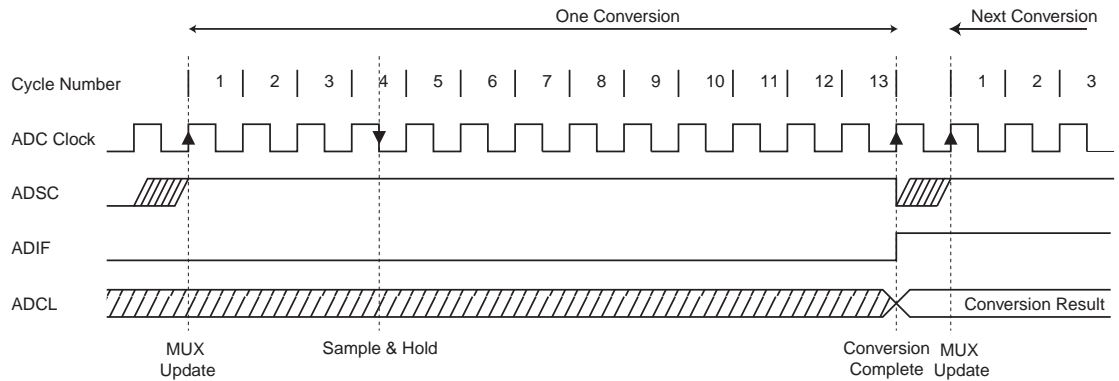 One Conversion
Next Conversion
Cycle Number 1 2 3 4 5 6 7 8 9 10 11 12 13 1 2 3
ADC Clock
ADSC
ADIF
ADCL
Conversion Result
MUX
Update
Sample & Hold
Conversion
Complete
MUX
Update